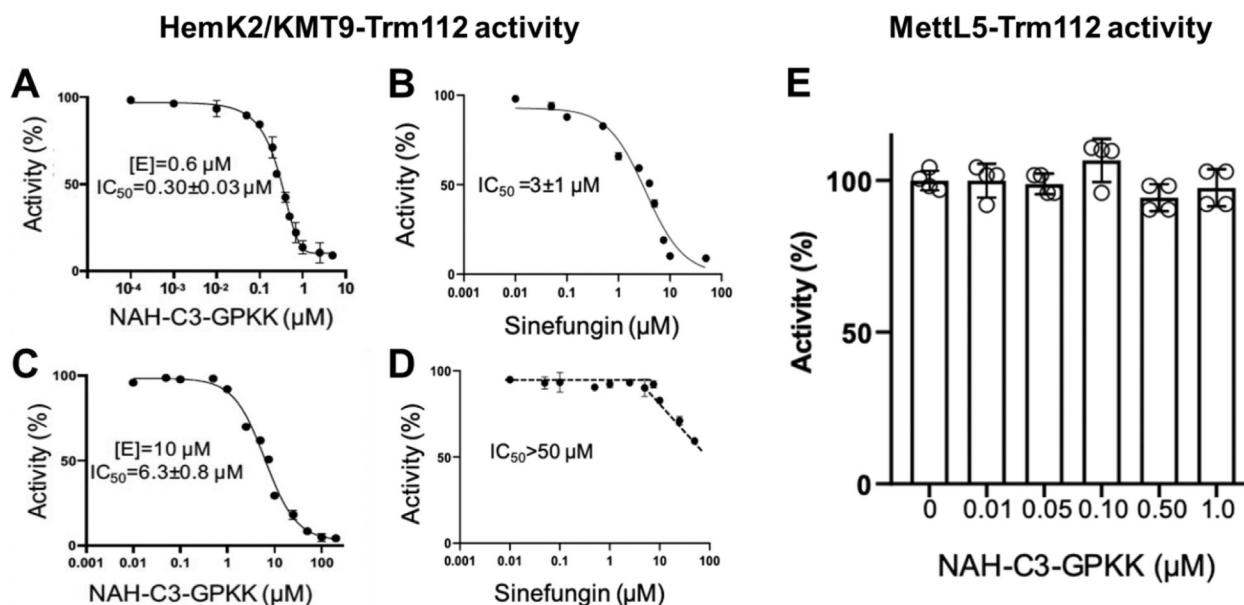 HemK2/KMT9-Trm112 activity
MettL5-Trm112 activity
A
Activity (%)
100
50
0
[E]=0.6 µM
IC₅₀=0.30±0.03 µM
10⁻⁴ 10⁻³ 10⁻² 0.1 1 10
NAH-C3-GPKK (µM)
B
Activity (%)
100
50
0
IC₅₀ =3±1 µM
0.001 0.01 0.1 1 10 100
Sinefungin (µM)
C
Activity (%)
100
50
0
[E]=10 µM
IC₅₀=6.3±0.8 µM
0.001 0.01 0.1 1 10 100
NAH-C3-GPKK (µM)
D
Activity (%)
100
50
0
IC₅₀>50 µM
0.001 0.01 0.1 1 10 100
Sinefungin (µM)
E
Activity (%)
100
50
0
0 0.01 0.05 0.10 0.50 1.0
NAH-C3-GPKK (µM)